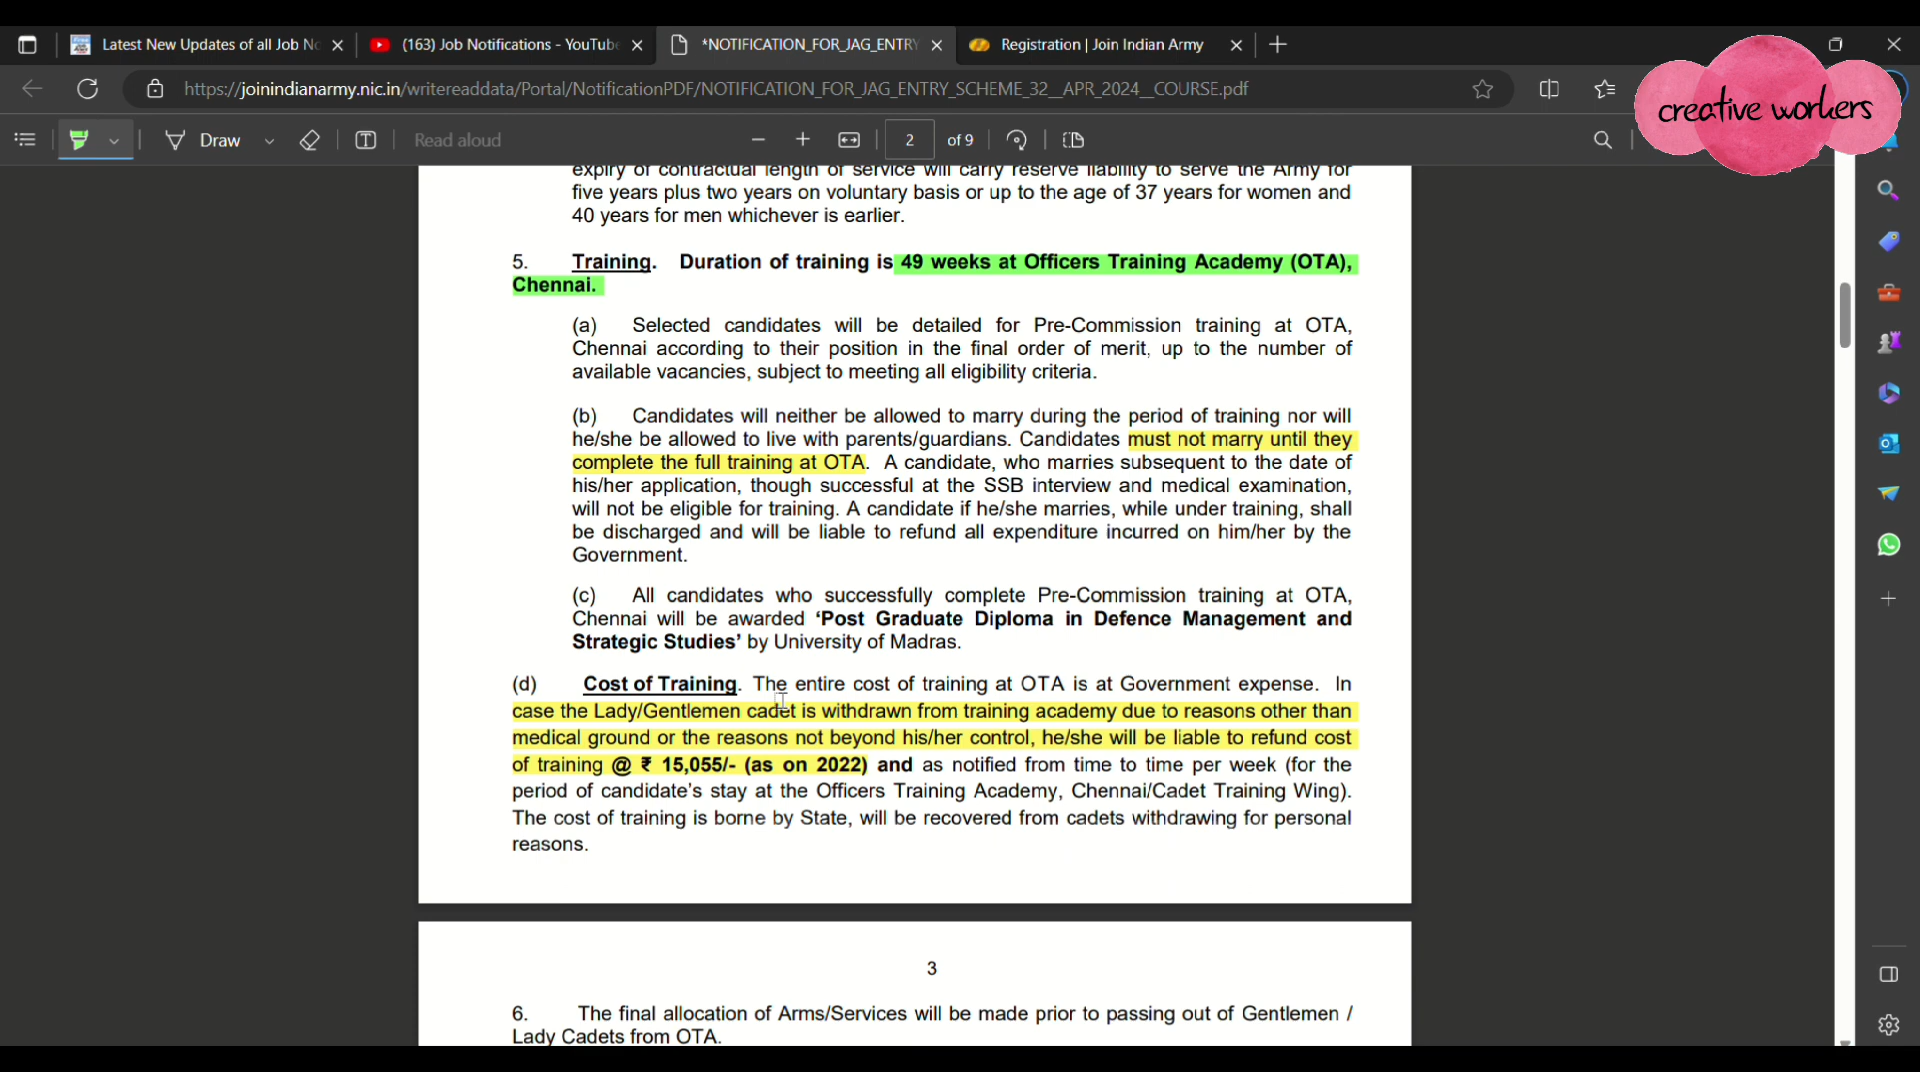 Latest New Updates of all Job No
(163) Job Notifications - YouTube
*NOTIFICATION_FOR_JAG_ENTRY
Registration | Join Indian Army
https://joinindianarmy.nic.in/writereaddata/Portal/NotificationPDF/NOTIFICATION_FOR_JAG_ENTRY_SCHEME_32__APR_2024__COURSE.pdf
creative workers
Draw
Read aloud
2 of 9
expiry of contractual length of service will carry reserve liability to serve the Army for
five years plus two years on voluntary basis or up to the age of 37 years for women and
40 years for men whichever is earlier.
5. Training. Duration of training is 49 weeks at Officers Training Academy (OTA),
Chennai.
(a) Selected candidates will be detailed for Pre-Commission training at OTA,
Chennai according to their position in the final order of merit, up to the number of
available vacancies, subject to meeting all eligibility criteria.
(b) Candidates will neither be allowed to marry during the period of training nor will
he/she be allowed to live with parents/guardians. Candidates must not marry until they
complete the full training at OTA. A candidate, who marries subsequent to the date of
his/her application, though successful at the SSB interview and medical examination,
will not be eligible for training. A candidate if he/she marries, while under training, shall
be discharged and will be liable to refund all expenditure incurred on him/her by the
Government.
(c) All candidates who successfully complete Pre-Commission training at OTA,
Chennai will be awarded ‘Post Graduate Diploma in Defence Management and
Strategic Studies’ by University of Madras.
(d) Cost of Training. The entire cost of training at OTA is at Government expense. In
case the Lady/Gentlemen cadet is withdrawn from training academy due to reasons other than
medical ground or the reasons not beyond his/her control, he/she will be liable to refund cost
of training @ ₹ 15,055/- (as on 2022) and as notified from time to time per week (for the
period of candidate’s stay at the Officers Training Academy, Chennai/Cadet Training Wing).
The cost of training is borne by State, will be recovered from cadets withdrawing for personal
reasons.
3
6. The final allocation of Arms/Services will be made prior to passing out of Gentlemen /
Lady Cadets from OTA.